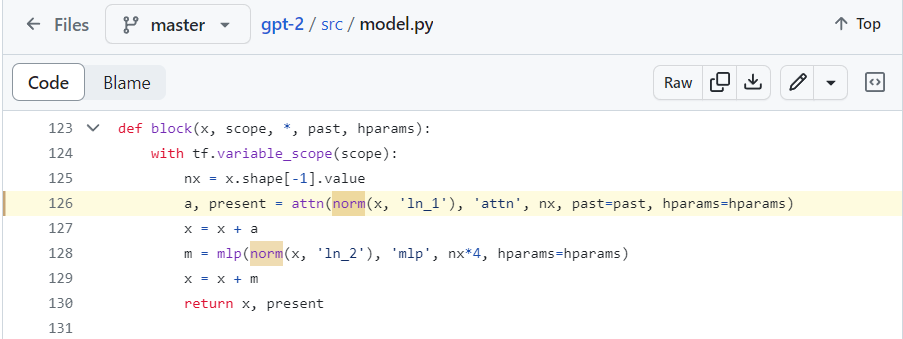 Files master gpt-2 / src / model.py Top
Code Blame Raw
123 def block(x, scope, *, past, hparams):
124     with tf.variable_scope(scope):
125         nx = x.shape[-1].value
126         a, present = attn(norm(x, 'ln_1'), 'attn', nx, past=past, hparams=hparams)
127         x = x + a
128         m = mlp(norm(x, 'ln_2'), 'mlp', nx*4, hparams=hparams)
129         x = x + m
130         return x, present
131